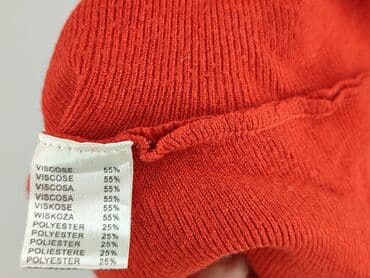 VISCOSE 55%
VISCOSE 55%
VISCOSA 55%
VISCOSA 55%
VISKOSE 55%
WISKOZA 55%
POLYESTER 25%
POLYESTER 25%
POLIESTERE 25%
POLIESTER 25%
POLYESTER 25%